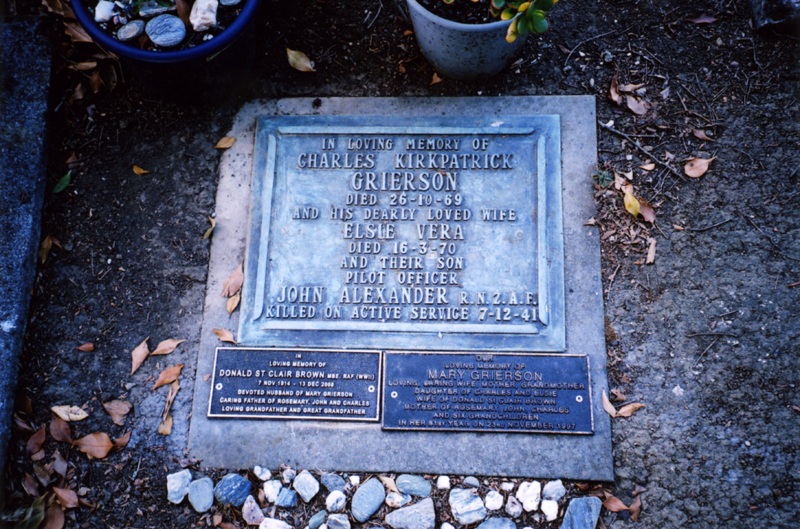 IN LOVING MEMORY OF
CHARLES KIRKPATRICK
GRIERSON
DIED 26-10-69
AND HIS DEARLY LOVED WIFE
ELSIE VERA
DIED 16-3-70
AND THEIR SON
PILOT OFFICER
JOHN ALEXANDER R.N.Z.A.F.
KILLED ON ACTIVE SERVICE 7-12-41
IN
LOVING MEMORY OF
DONALD ST CLAIR BROWN MBE. RAF (WWII)
7 NOV 1914 - 13 DEC 2008
DEVOTED HUSBAND OF MARY GRIERSON
CARING FATHER OF ROSEMARY, JOHN AND CHARLES
LOVING GRANDFATHER AND GREAT GRANDFATHER
OUR
LOVING MEMORY OF
MARY GRIERSON
LOVING, CARING WIFE, MOTHER, GRANDMOTHER
DAUGHTER OF CHARLES AND ELSIE
WIFE OF DONALD ST CLAIR BROWN
MOTHER OF ROSEMARY, JOHN, CHARLES
AND SIX GRANDCHILDREN
IN HER 81st YEAR ON 23rd NOVEMBER 1997